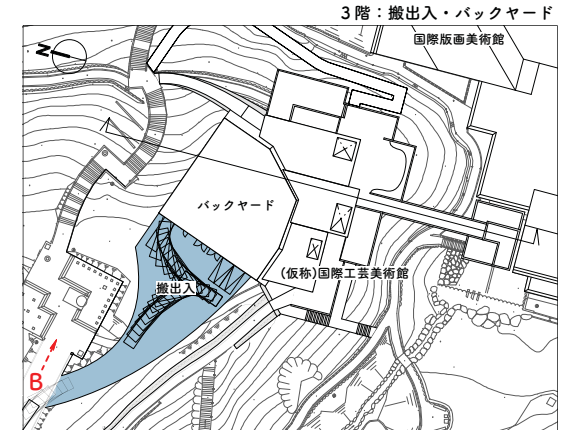 3階：搬出入・バックヤード
国際版画美術館
N
バックヤード
(仮称)国際工芸美術館
搬出入
B